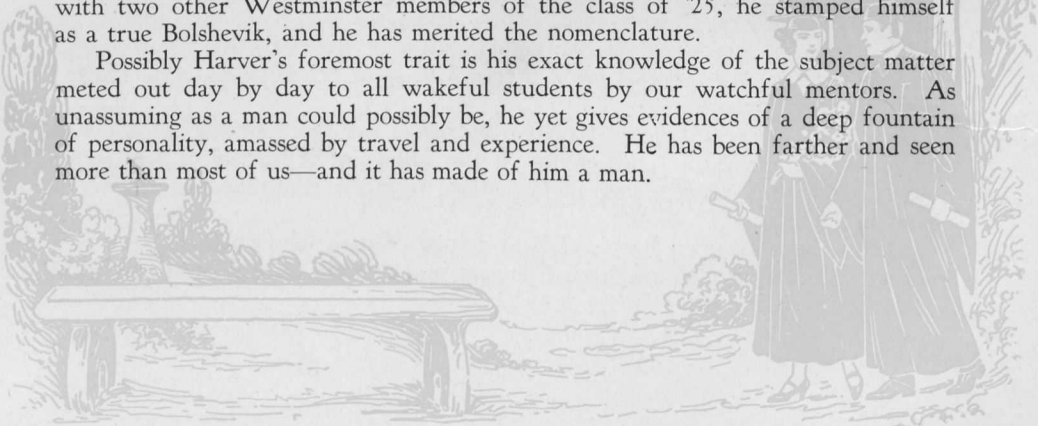 with two other Westminster members of the class of '25, he stamped himself
as a true Bolshevik, and he has merited the nomenclature.
Possibly Harver's foremost trait is his exact knowledge of the subject matter
meted out day by day to all wakeful students by our watchful mentors. As
unassuming as a man could possibly be, he yet gives evidences of a deep fountain
of personality, amassed by travel and experience. He has been farther and seen
more than most of us—and it has made of him a man.